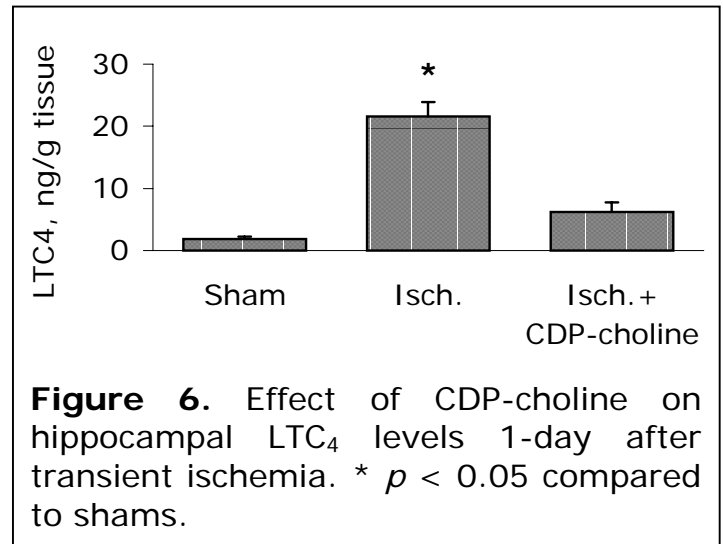 LTC4, ng/g tissue
30
20
10
0
*
Sham
Isch.
Isch.+
CDP-choline
Figure 6. Effect of CDP-choline on
hippocampal LTC₄ levels 1-day after
transient ischemia. * p < 0.05 compared
to shams.